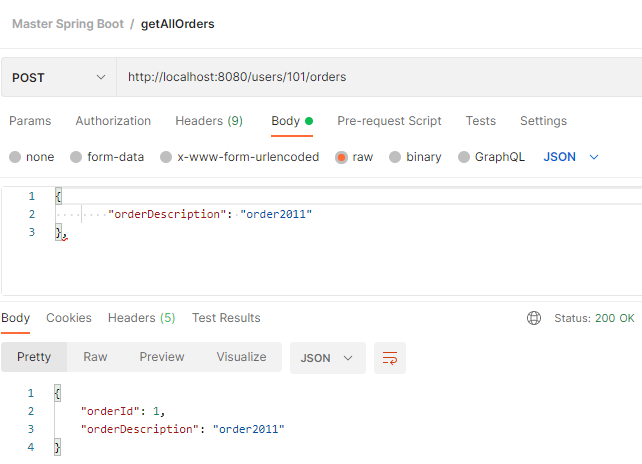 Master Spring Boot / getAllOrders
POST http://localhost:8080/users/101/orders
Params Authorization Headers (9) Body Pre-request Script Tests Settings
none form-data x-www-form-urlencoded raw binary GraphQL JSON
1 {
2 "orderDescription": "order2011"
3 },
Body Cookies Headers (5) Test Results Status: 200 OK
Pretty Raw Preview Visualize JSON
1 {
2 "orderId": 1,
3 "orderDescription": "order2011"
4 }